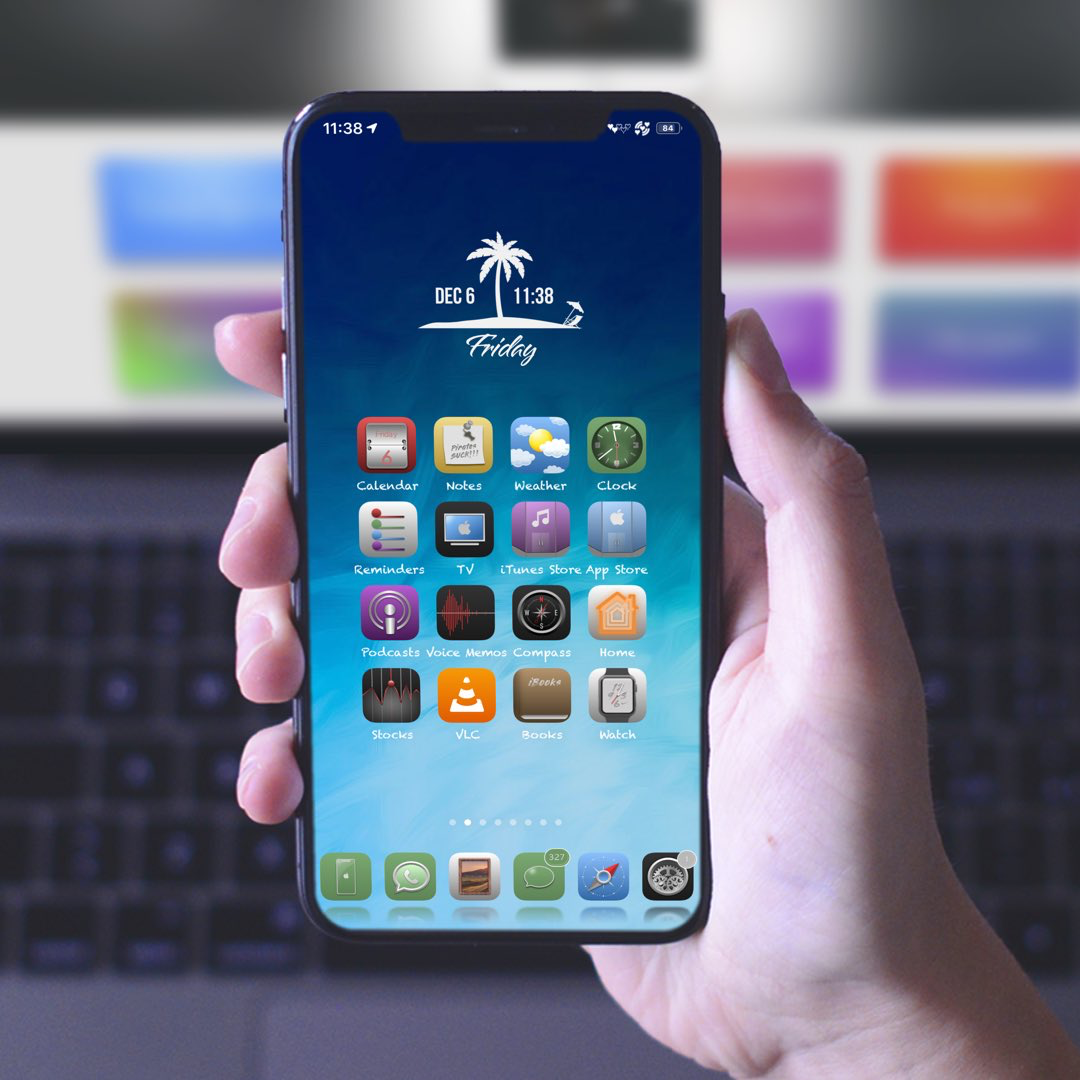 11:38
84
DEC 6 11:38
Friday
Friday
6
Pirates
SUCK!!!
Calendar Notes Weather Clock
Reminders TV iTunes Store App Store
N
W E
S
Podcasts Voice Memos Compass Home
iBooks
Stocks VLC Books Watch
327
1